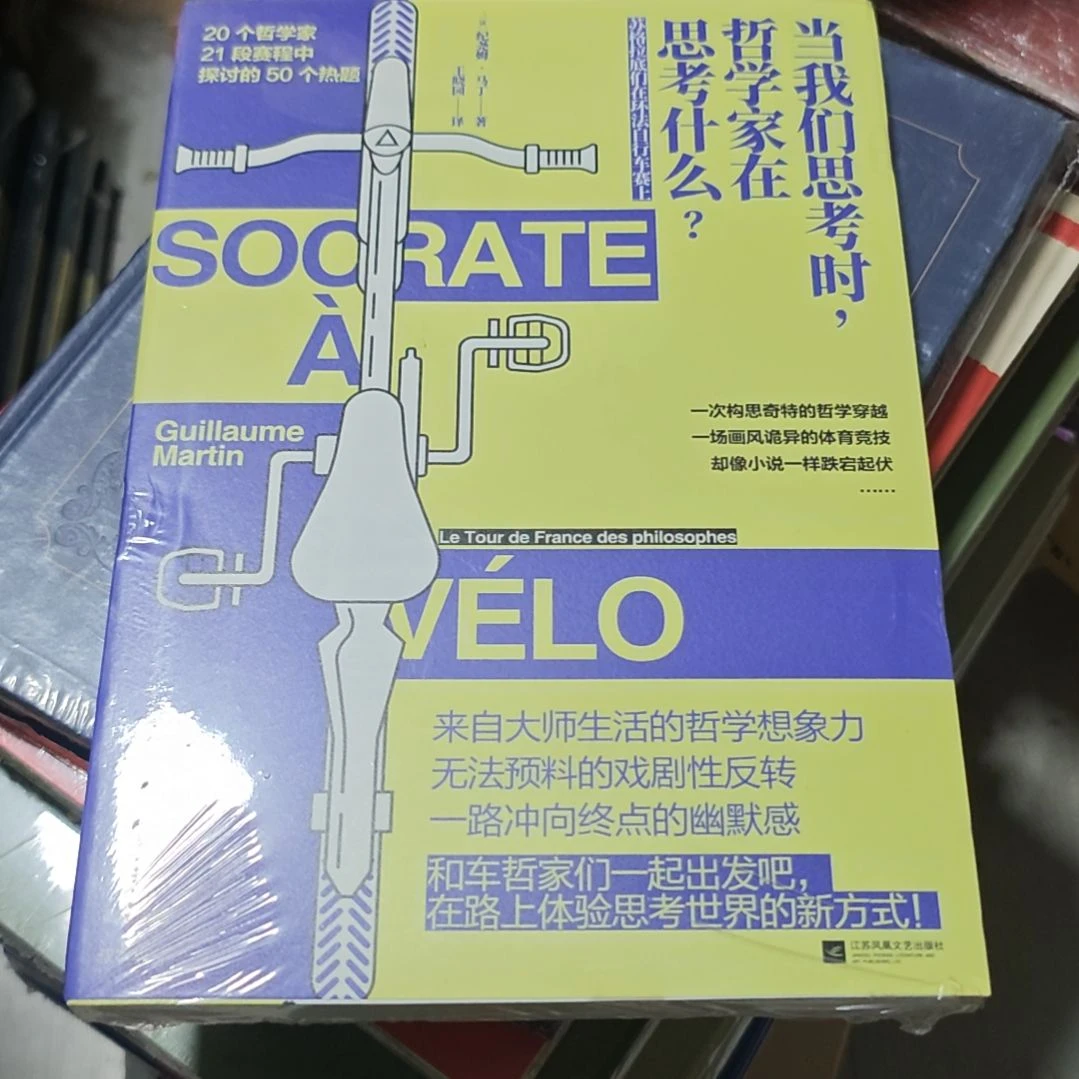 当我们思考时，
哲学家在
思考什么？
苏格拉底们在环法自行车赛上
纪尧姆·马丁——著
——译
20 个哲学家
21 段赛程中
探讨的 50 个热题
SOCRATE
À
Guillaume
Martin
一次构思奇特的哲学穿越
一场画风诡异的体育竞技
却像小说一样跌宕起伏
……
Le Tour de France des philosophes
VÉLO
来自大师生活的哲学想象力
无法预料的戏剧性反转
一路冲向终点的幽默感
和车哲家们一起出发吧，
在路上体验思考世界的新方式！
江苏凤凰文艺出版社